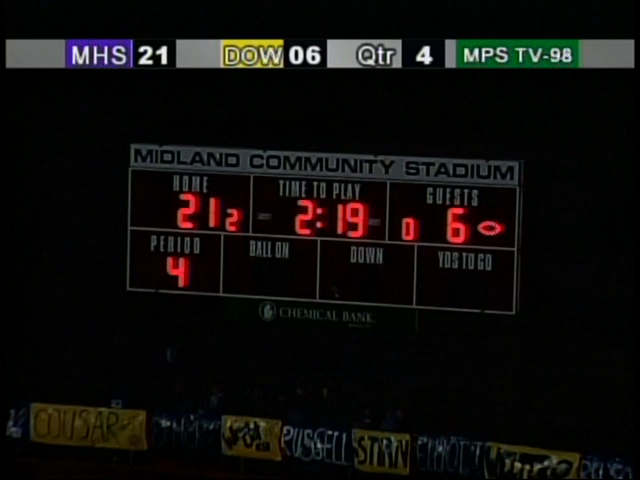 MHS 21 DOW 06 Qtr 4 MPS TV-98
MIDLAND COMMUNITY STADIUM
HOME TIME TO PLAY GUESTS
21 2 2:19 0 6
PERIOD BALL ON DOWN YDS TO GO
4
CHEMICAL BANK
COUSAR RUSSELL